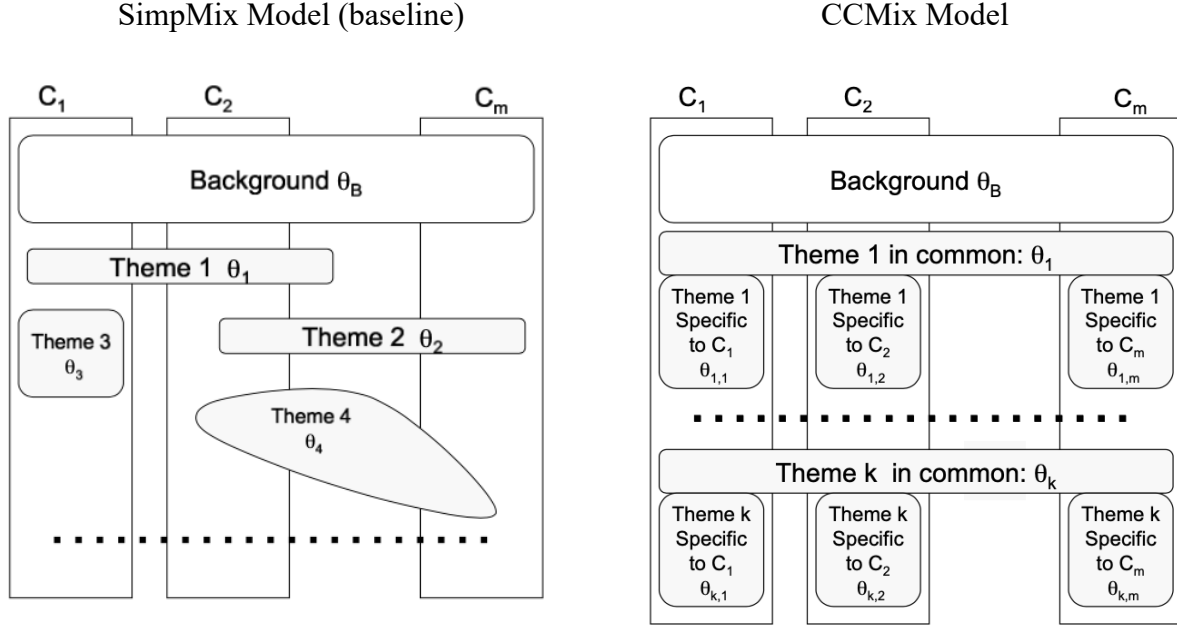 SimpMix Model (baseline)
C₁ C₂ Cₘ
Background θ_B
Theme 1 θ₁
Theme 2 θ₂
Theme 3
θ₃
Theme 4
θ₄
CCMix Model
C₁ C₂ Cₘ
Background θ_B
Theme 1 in common: θ₁
Theme 1
Specific
to C₁
θ₁,₁
Theme 1
Specific
to C₂
θ₁,₂
Theme 1
Specific
to Cₘ
θ₁,ₘ
Theme k in common: θₖ
Theme k
Specific
to C₁
θₖ,₁
Theme k
Specific
to C₂
θₖ,₂
Theme k
Specific
to Cₘ
θₖ,ₘ